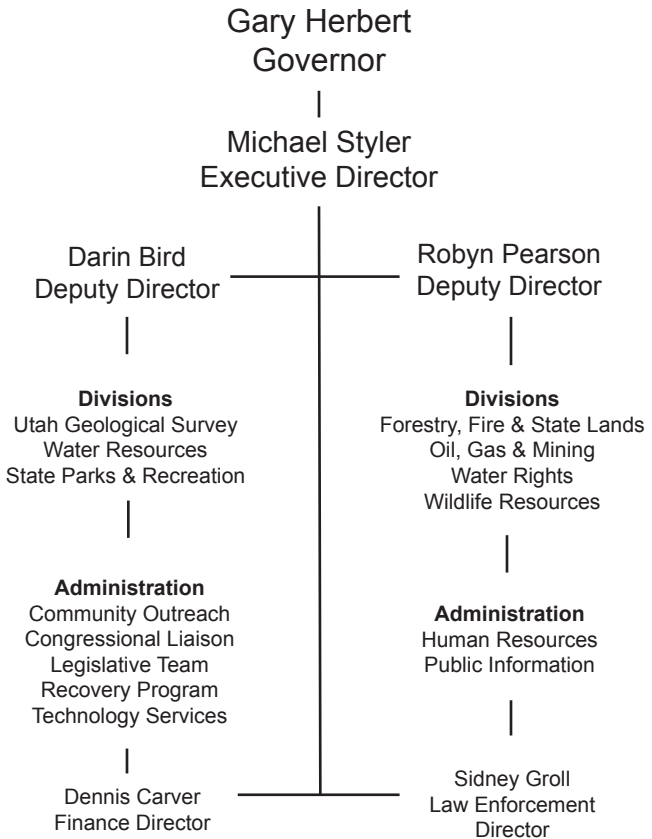 Gary Herbert
Governor
Michael Styler
Executive Director
Darin Bird
Deputy Director
Robyn Pearson
Deputy Director
Divisions
Utah Geological Survey
Water Resources
State Parks & Recreation
Divisions
Forestry, Fire & State Lands
Oil, Gas & Mining
Water Rights
Wildlife Resources
Administration
Community Outreach
Congressional Liaison
Legislative Team
Recovery Program
Technology Services
Administration
Human Resources
Public Information
Dennis Carver
Finance Director
Sidney Groll
Law Enforcement
Director